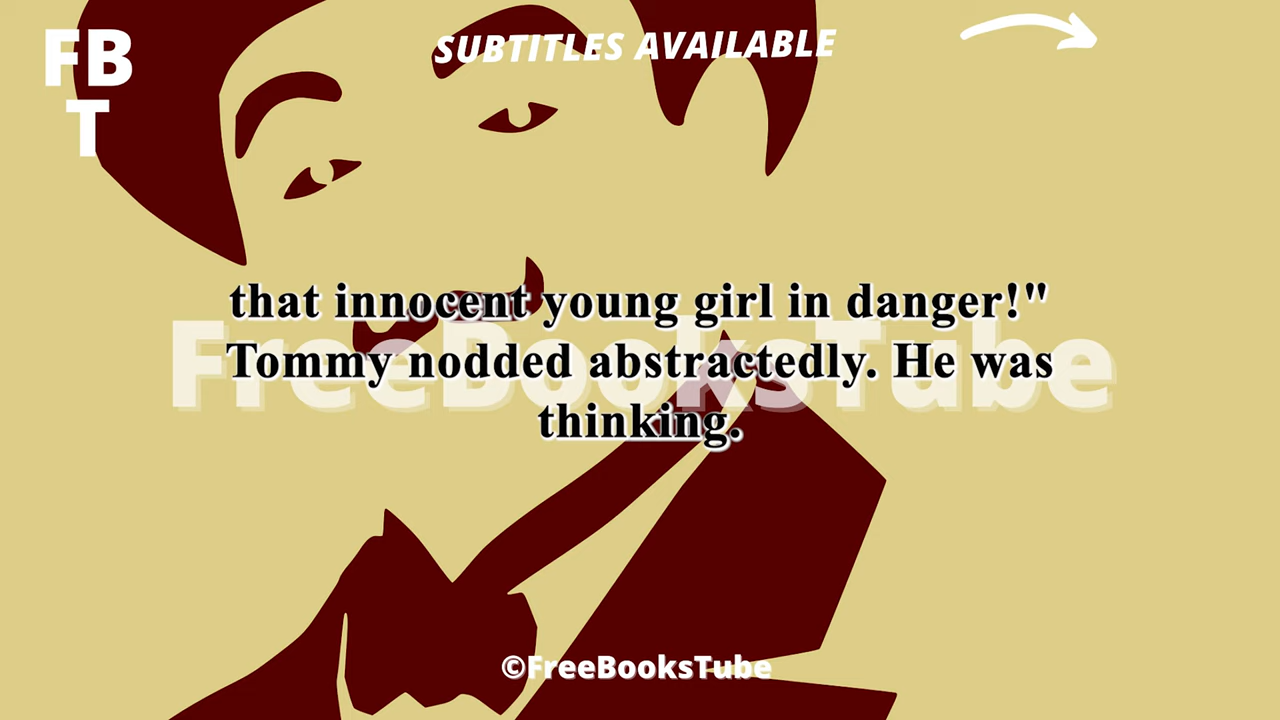 FB
T
SUBTITLES AVAILABLE
that innocent young girl in danger!"
Tommy nodded abstractedly. He was
thinking.
FreeBooksTube
©FreeBooksTube